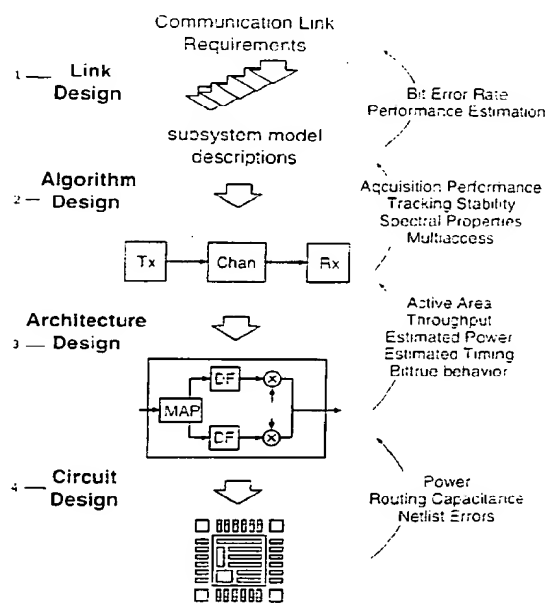 Communication Link
Requirements
1 — Link
Design
Bit Error Rate
Performance Estimation
subsystem model
descriptions
2 — Algorithm
Design
Acquisition Performance
Tracking Stability
Spectral Properties
Multiaccess
Tx
Chan
Rx
3 — Architecture
Design
Active Area
Throughput
Estimated Power
Estimated Timing
Bittrue behavior
MAP
DF
X
DF
X
4 — Circuit
Design
Power
Routing Capacitance
Netlist Errors